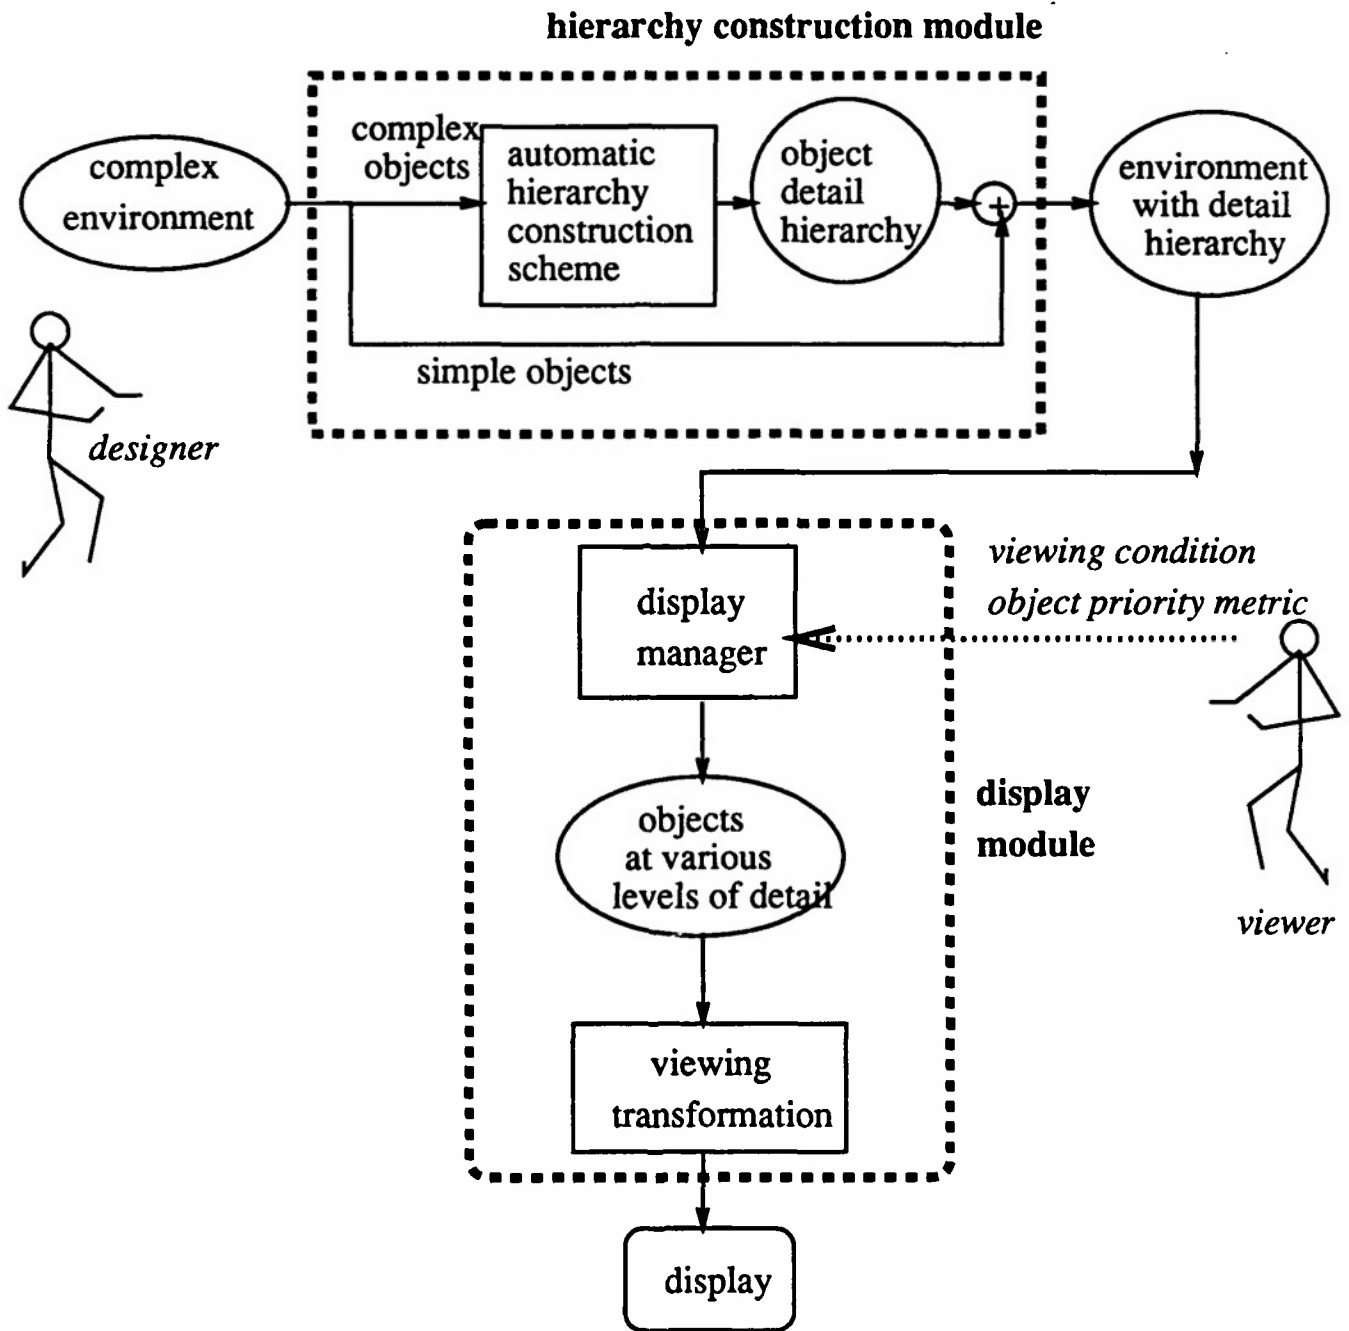 hierarchy construction module
complex
environment
complex
objects
automatic
hierarchy
construction
scheme
object
detail
hierarchy
+
environment
with detail
hierarchy
simple objects
designer
display
manager
viewing condition
object priority metric
objects
at various
levels of detail
display
module
viewer
viewing
transformation
display